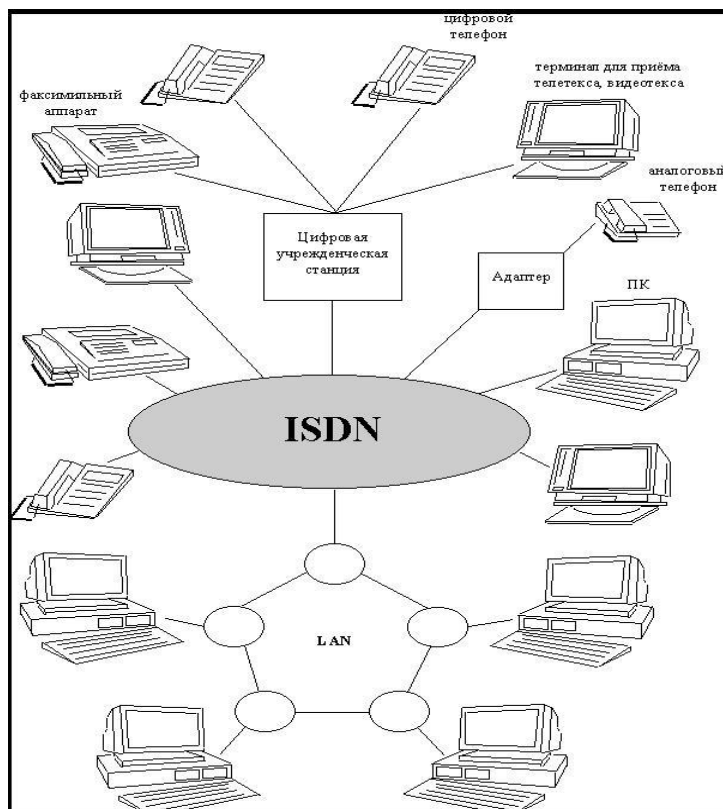 цифровой
телефон
терминал для приёма
телетекса, видеотекса
факсимильный
аппарат
аналоговый
телефон
Цифровая
учрежденческая
станция
Адаптер
ПК
ISDN
LAN